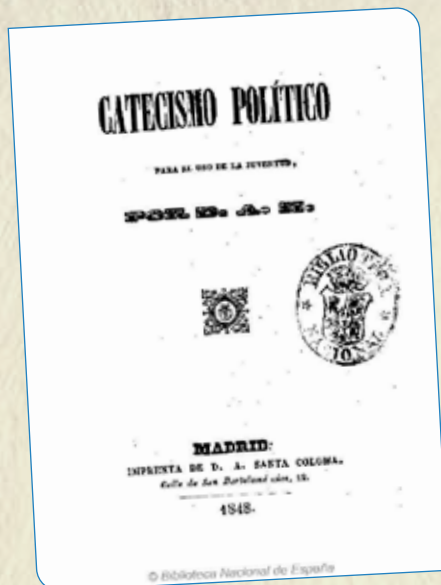 CATECISMO POLÍTICO
PARA EL USO DE LA JUVENTUD,
POR D. A.
BIBLIOTECA
MADRID:
IMPRENTA DE D. A. SANTA COLOMA,
Calle de San Bartolomé núm. 12.
1848.
© Biblioteca Nacional de España